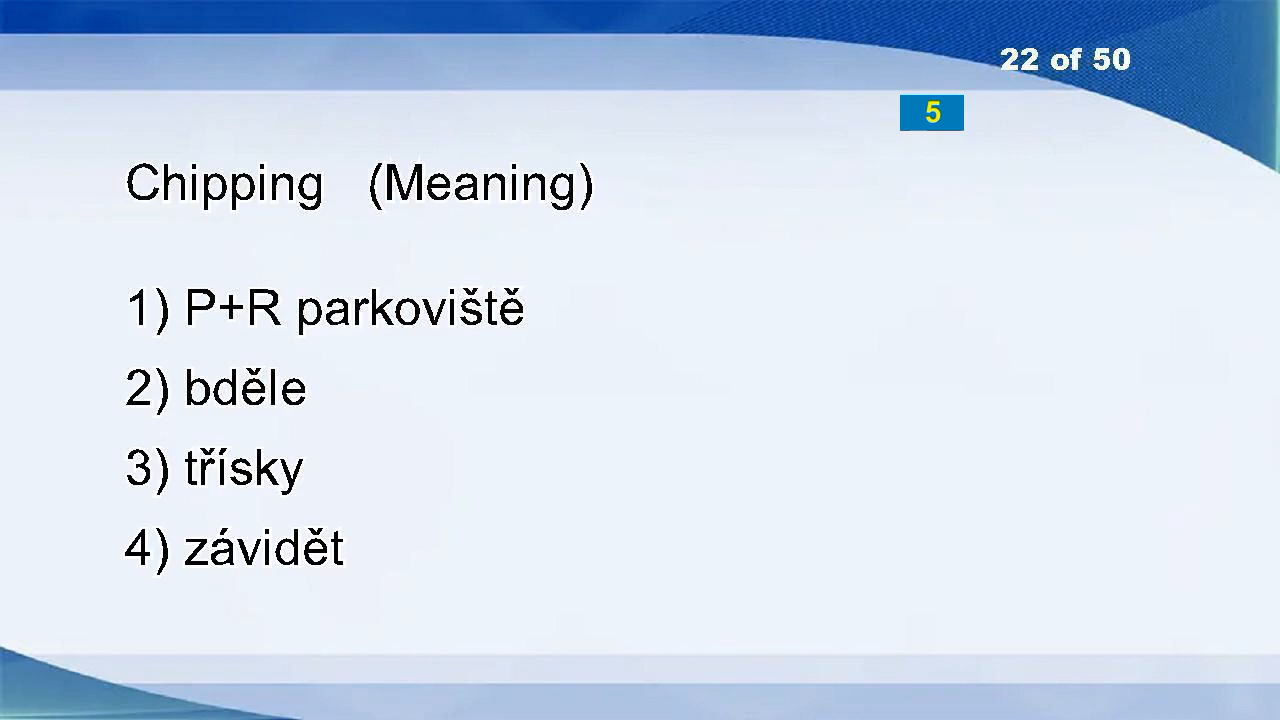 22 of 50
5
Chipping (Meaning)
1) P+R parkoviště
2) bděle
3) třísky
4) závidět